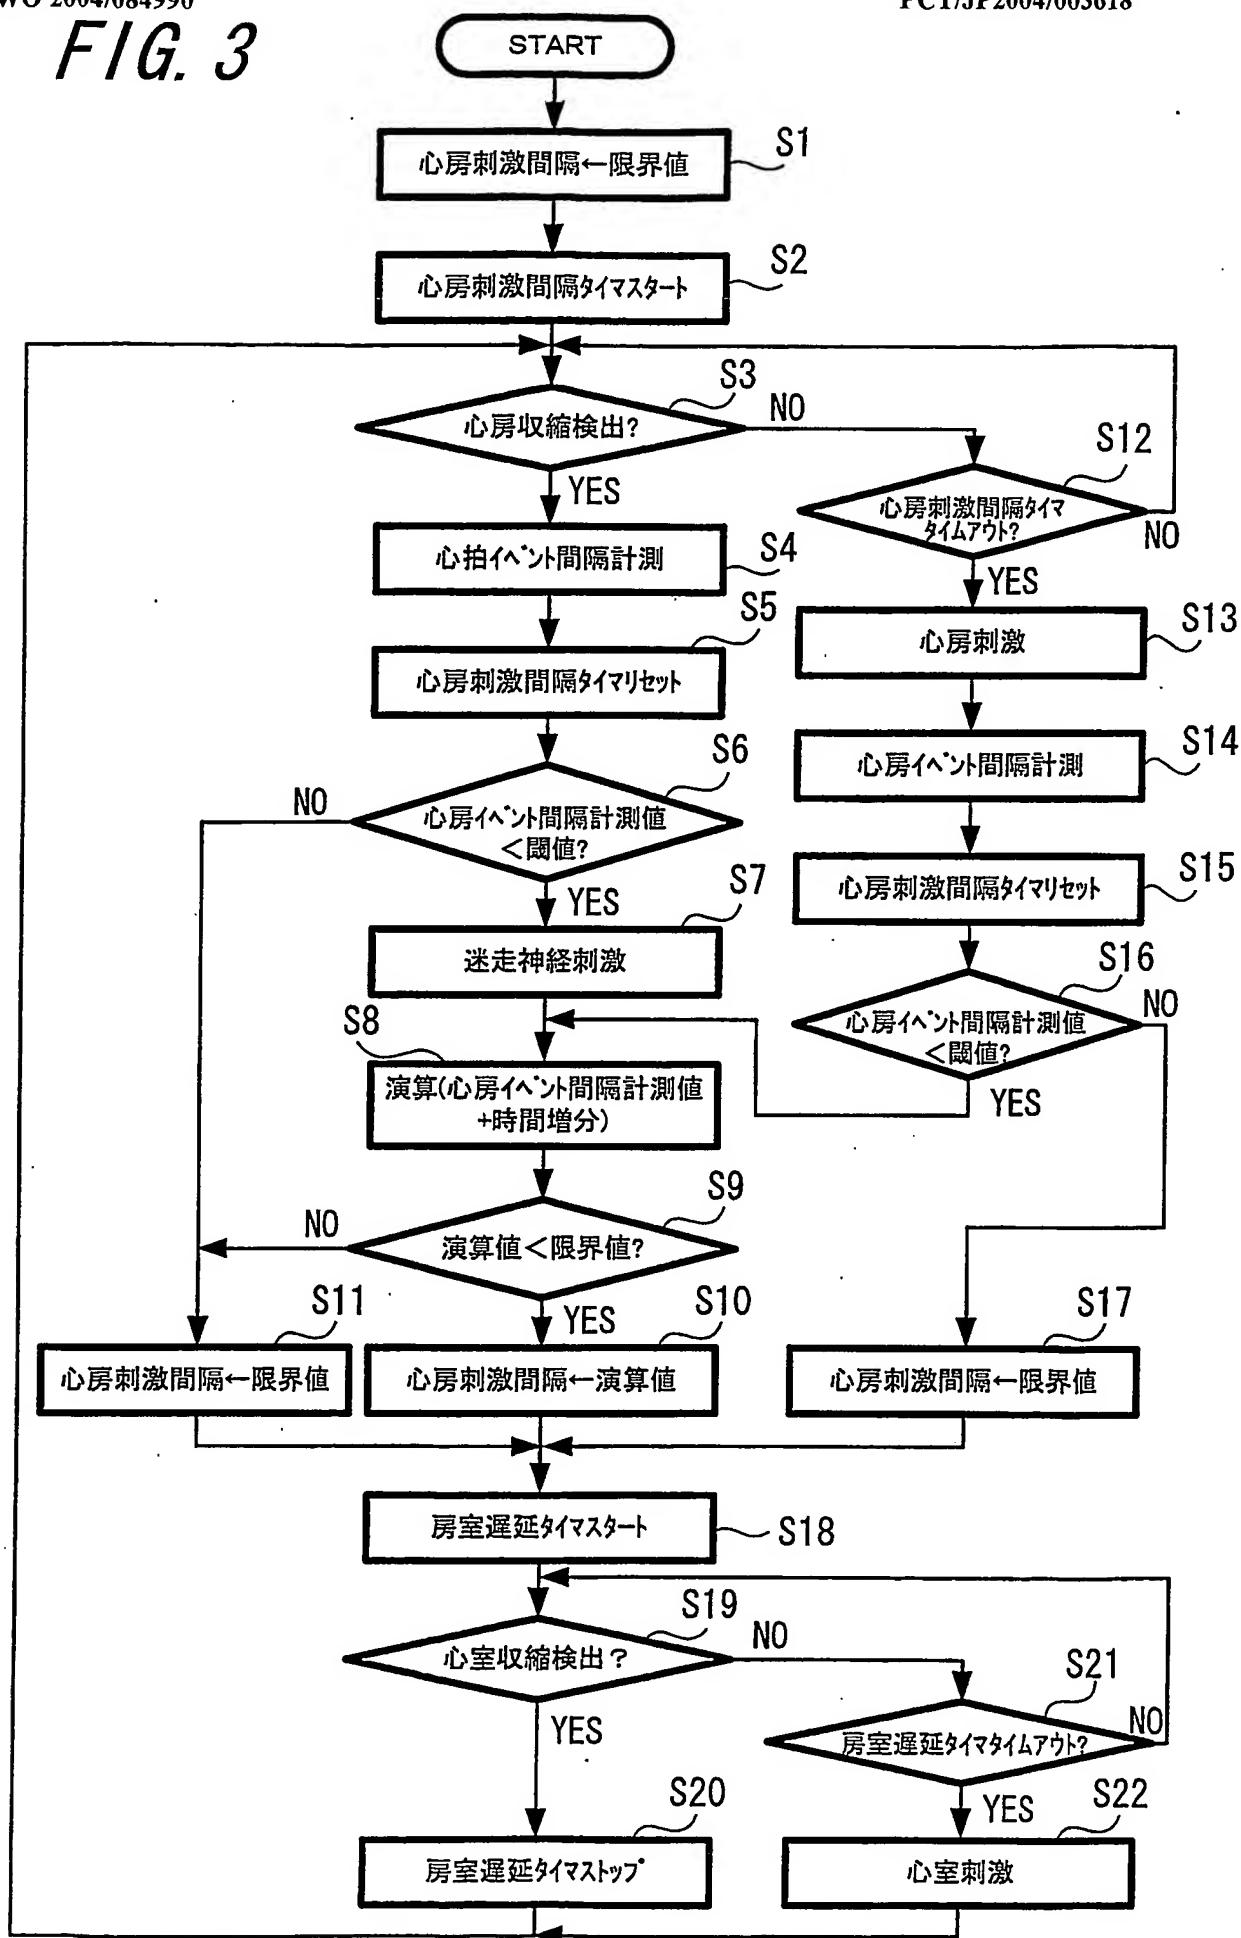 WO 2004/084990
PCT/JP2004/003618
FIG. 3
START
心房刺激間隔←限界値
S1
心房刺激間隔タイマスタート
S2
心房収縮検出?
S3
NO
YES
心房刺激間隔タイマ
タイムアウト?
S12
NO
YES
心拍イベント間隔計測
S4
心房刺激
S13
心房刺激間隔タイマリセット
S5
心房イベント間隔計測
S14
心房イベント間隔計測値
<閾値?
S6
NO
YES
心房刺激間隔タイマリセット
S15
迷走神経刺激
S7
心房イベント間隔計測値
<閾値?
S16
NO
YES
S8
演算(心房イベント間隔計測値
+時間増分)
演算値<限界値?
S9
NO
YES
心房刺激間隔←限界値
S11
心房刺激間隔←演算値
S10
心房刺激間隔←限界値
S17
房室遅延タイマスタート
S18
心室収縮検出?
S19
NO
YES
房室遅延タイマタイムアウト?
S21
NO
YES
房室遅延タイマストップ
S20
心室刺激
S22